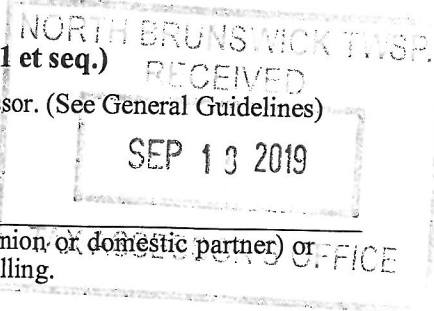 NORTH BRUNSWICK TWSP.
1 et seq.)
RECEIVED
sor. (See General Guidelines)
SEP 13 2019
nion or domestic partner) or
OFFICE
lling.